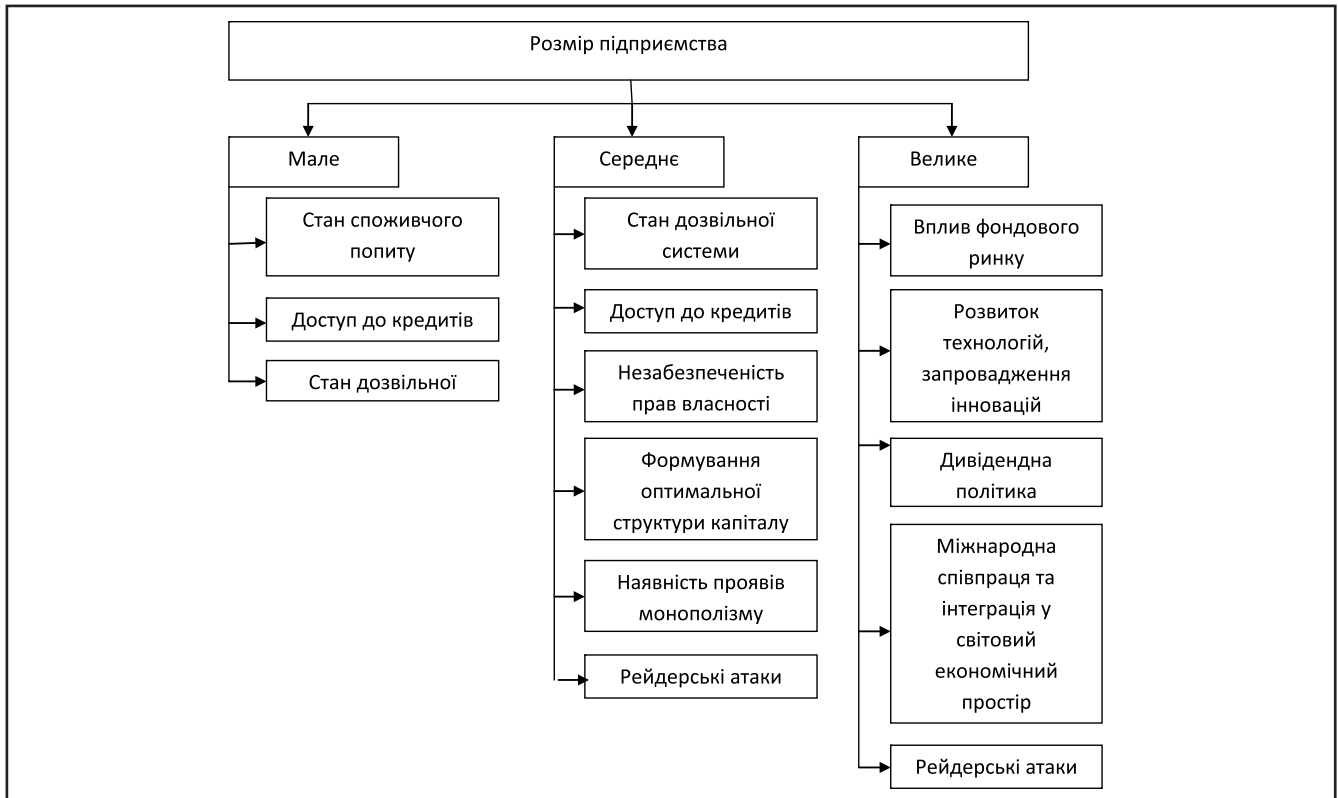 Розмір підприємства
Мале
Стан споживчого
попиту
Доступ до кредитів
Стан дозвільної
Середнє
Стан дозвільної
системи
Доступ до кредитів
Незабезпеченість
прав власності
Формування
оптимальної
структури капіталу
Наявність проявів
монополізму
Рейдерські атаки
Велике
Вплив фондового
ринку
Розвиток
технологій,
запровадження
інновацій
Дивідендна
політика
Міжнародна
співпраця та
інтеграція у
світовий
економічний
простір
Рейдерські атаки